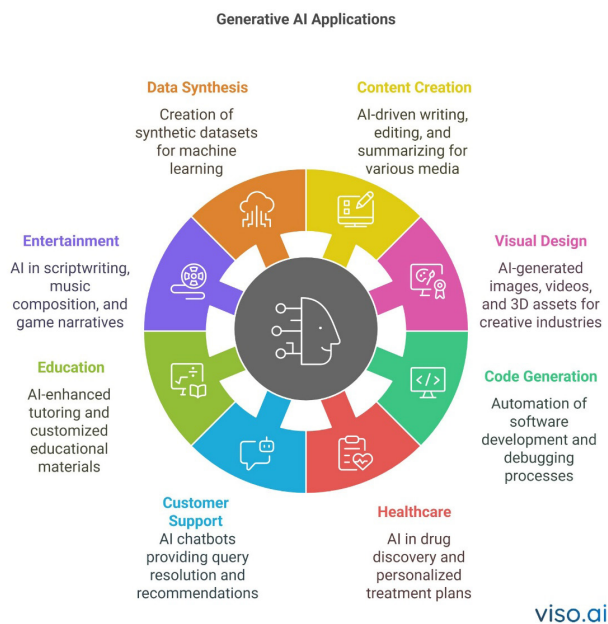 Generative AI Applications
Data Synthesis
Creation of
synthetic datasets
for machine
learning
Content Creation
AI-driven writing,
editing, and
summarizing for
various media
Entertainment
AI in scriptwriting,
music
composition, and
game narratives
Visual Design
AI-generated
images, videos,
and 3D assets for
creative industries
Education
AI-enhanced
tutoring and
customized
educational
materials
Code Generation
Automation of
software
development and
debugging
processes
Customer
Support
AI chatbots
providing query
resolution and
recommendations
Healthcare
AI in drug
discovery and
personalized
treatment plans
viso.ai